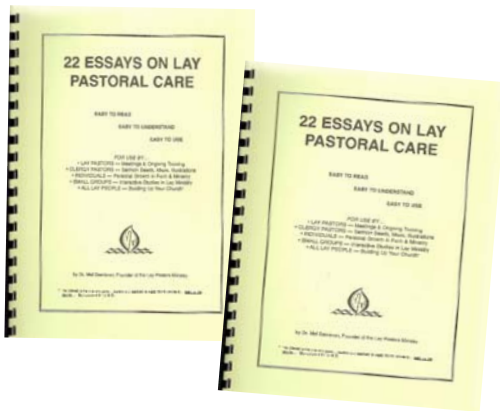 22 ESSAYS ON LAY
PASTORAL CARE
EASY TO READ
EASY TO UNDERSTAND
EASY TO USE
FOR USE BY...
• LAY PASTORS — Meetings & Ongoing Training
• CLERGY PASTORS — Sermon Seeds, Meals, Illustrations
• INDIVIDUALS — Personal Growth in Faith & Ministry
• SMALL GROUPS — Interactive Studies in Lay Ministry
• ALL LAY PEOPLE — Building Up Your Church!
by Dr. Mel Founder of the Lay Pastors Ministry
22 ESSAYS ON LAY
PASTORAL CARE
EASY TO READ
EASY TO UNDERSTAND
EASY TO USE
FOR USE BY...
• LAY PASTORS — Meetings & Ongoing Training
• CLERGY PASTORS — Sermon Seeds, Illustrations
• INDIVIDUALS — Personal Growth in Faith & Ministry
• SMALL GROUPS — Interactive Studies in Lay Ministry
• ALL LAY PEOPLE — Building Up Your Church!
by Dr. Mel Founder of the Lay Pastors Ministry